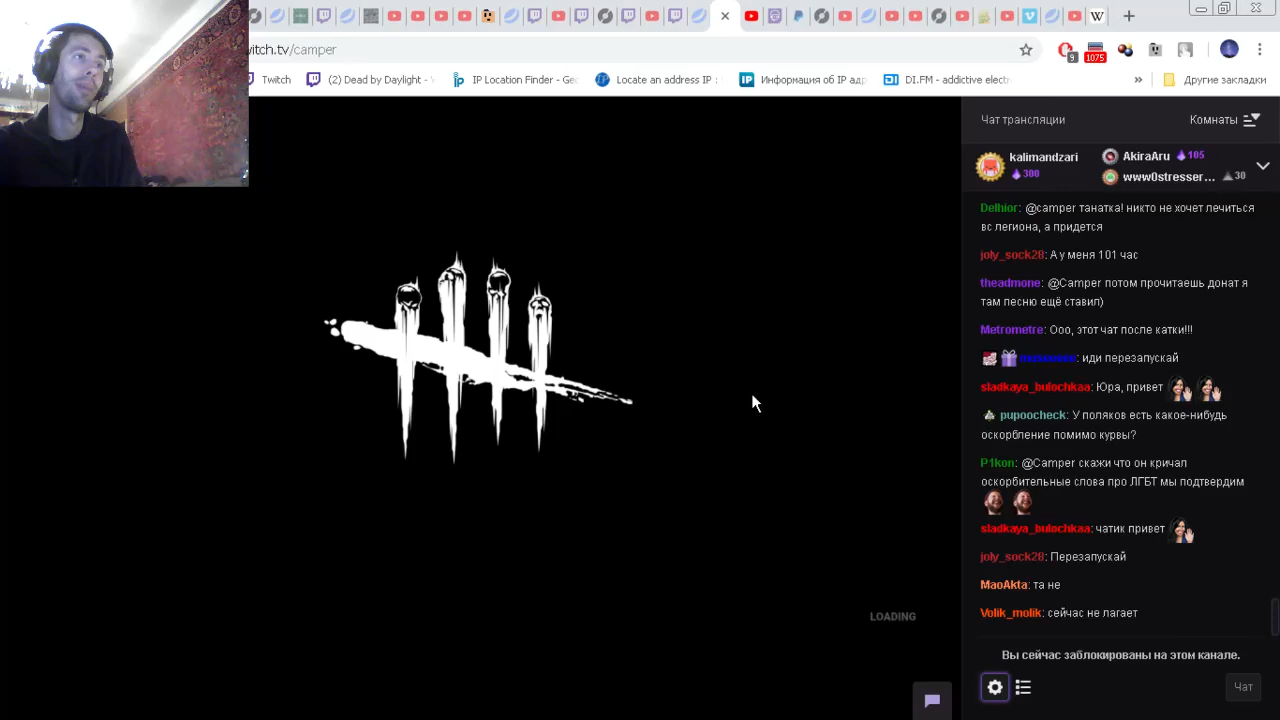 itch.tv/camper
9
1075
Twitch
(2) Dead by Daylight -
IP Location Finder - Geo
Locate an address IP :
Информация об IP адр
DI.FM - addictive electr
»
Другие закладки
Чат трансляции
Комнаты
kalimandzari
300
AkiraAru 105
www0stresser... 30
Delhior: @camper танатка! никто не хочет лечиться
вс легиона, а придется
joly_sock28: А у меня 101 час
theadmone: @Camper потом прочитаешь донат я
там песню ещё ставил)
Metrometre: Ооо, этот чат после катки!!!
иди перезапускай
sladkaya_bulochkaa: Юра, привет
pupoocheck: У поляков есть какое-нибудь
оскорбление помимо курвы?
P1kon: @Camper скажи что он кричал
оскорбительные слова про ЛГБТ мы подтвердим
sladkaya_bulochkaa: чатик привет
joly_sock28: Перезапускай
MaoAkta: та не
Volik_molik: сейчас не лагает
LOADING
Вы сейчас заблокированы на этом канале.
Чат